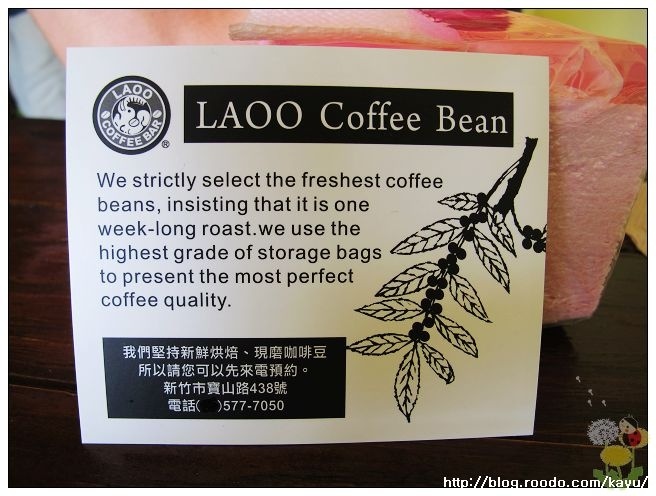 LAOO
COFFEE BAR
®
LAOO Coffee Bean
We strictly select the freshest coffee
beans, insisting that it is one
week-long roast.we use the
highest grade of storage bags
to present the most perfect
coffee quality.
我們堅持新鮮烘焙、現磨咖啡豆
所以請您可以先來電預約。
新竹市寶山路438號
電話( )577-7050
http://blog.roodo.com/kayu/